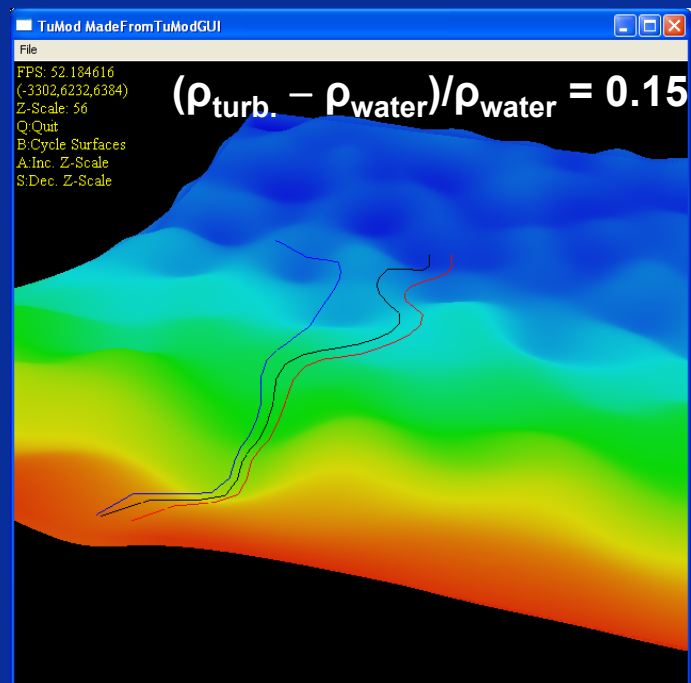 TuMod MadeFromTuModGUI
File
FPS: 52.184616
(-3302,6232,6384)
Z-Scale: 56
Q:Quit
B:Cycle Surfaces
A:Inc. Z-Scale
S:Dec. Z-Scale
(ρturb. – ρwater)/ρwater = 0.15